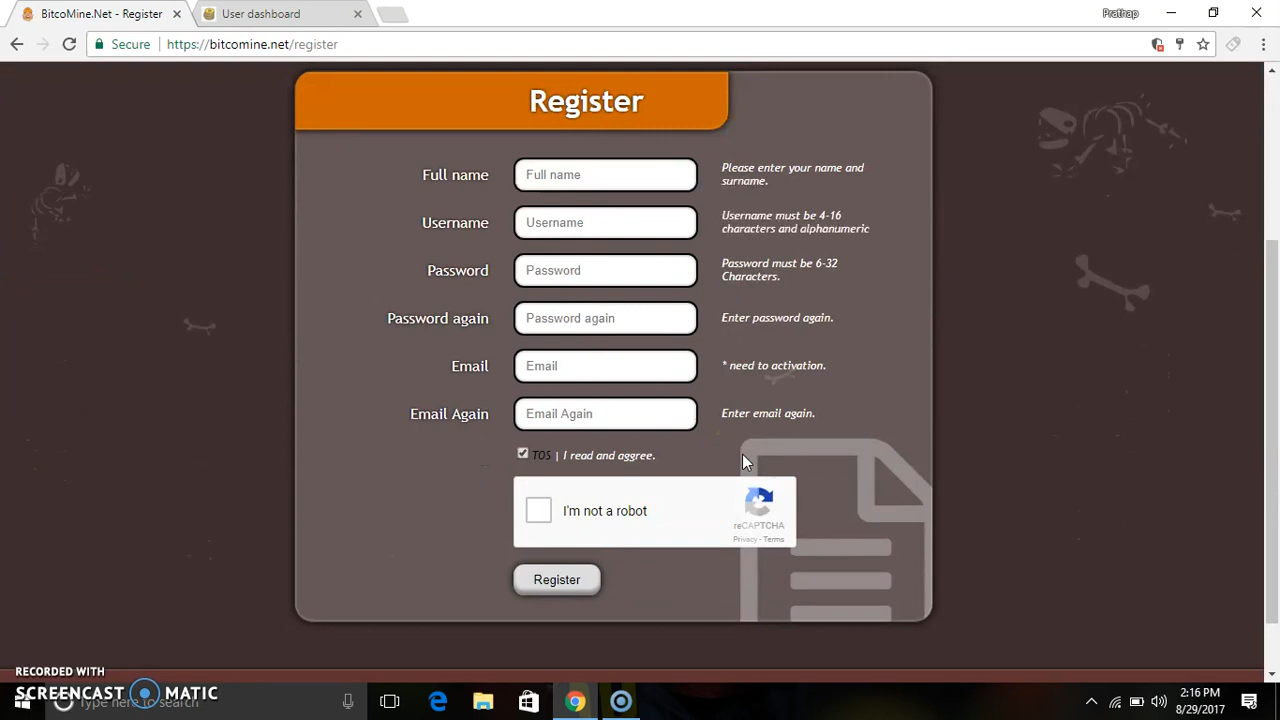 BitcoMine.Net - Register
User dashboard
Prathap
Secure
https://bitcomine.net/register
Register
Full name
Full name
Please enter your name and
surname.
Username
Username
Username must be 4-16
characters and alphanumeric
Password
Password
Password must be 6-32
Characters.
Password again
Password again
Enter password again.
Email
Email
* need to activation.
Email Again
Email Again
Enter email again.
TOS | I read and aggree.
I'm not a robot
reCAPTCHA
Privacy - Terms
Register
RECORDED WITH
SCREENCAST MATIC
Type here to search
2:16 PM
8/29/2017